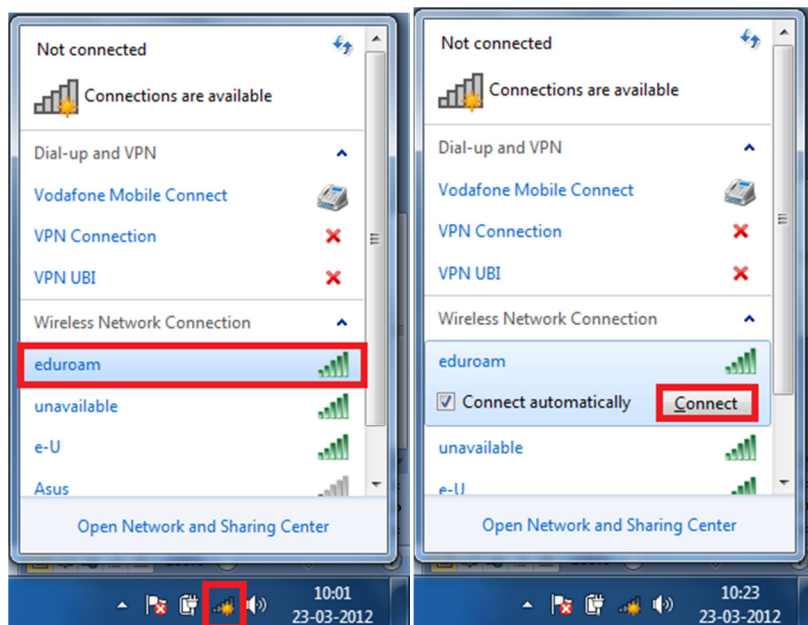 Not connected
Connections are available
Dial-up and VPN
Vodafone Mobile Connect
VPN Connection
VPN UBI
Wireless Network Connection
eduroam
unavailable
e-U
Asus
Open Network and Sharing Center
10:01
23-03-2012
Not connected
Connections are available
Dial-up and VPN
Vodafone Mobile Connect
VPN Connection
VPN UBI
Wireless Network Connection
eduroam
Connect automatically Connect
unavailable
e-U
Open Network and Sharing Center
10:23
23-03-2012